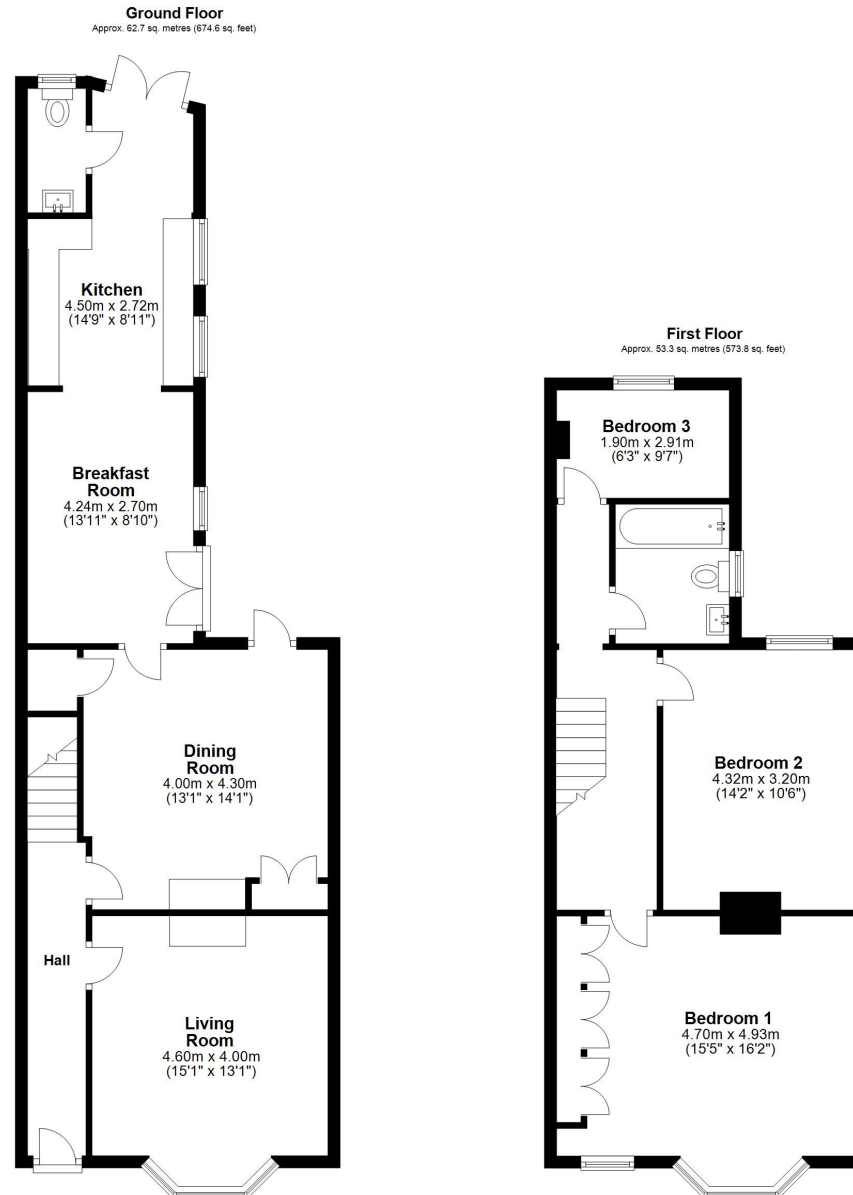 Ground Floor
Approx. 62.7 sq. metres (674.6 sq. feet)
Kitchen
4.50m x 2.72m
(14'9" x 8'11")
Breakfast
Room
4.24m x 2.70m
(13'11" x 8'10")
Dining
Room
4.00m x 4.30m
(13'1" x 14'1")
Hall
Living
Room
4.60m x 4.00m
(15'1" x 13'1")
First Floor
Approx. 53.3 sq. metres (573.8 sq. feet)
Bedroom 3
1.90m x 2.91m
(6'3" x 9'7")
Bedroom 2
4.32m x 3.20m
(14'2" x 10'6")
Bedroom 1
4.70m x 4.93m
(15'5" x 16'2")